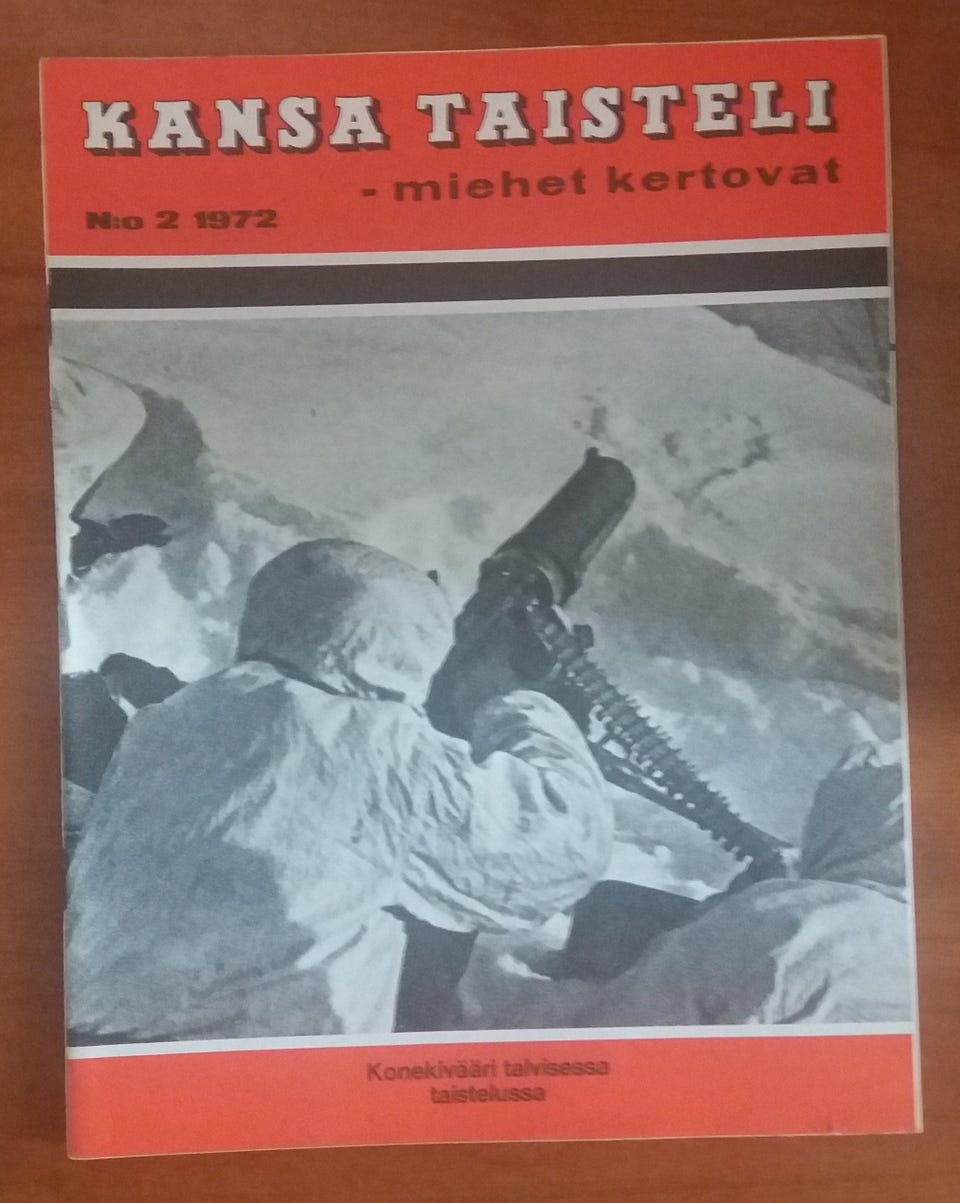 KANSA TAISTELI
- miehet kertovat
N:o 2 1972
Konekivääri talvisessa
taistelussa